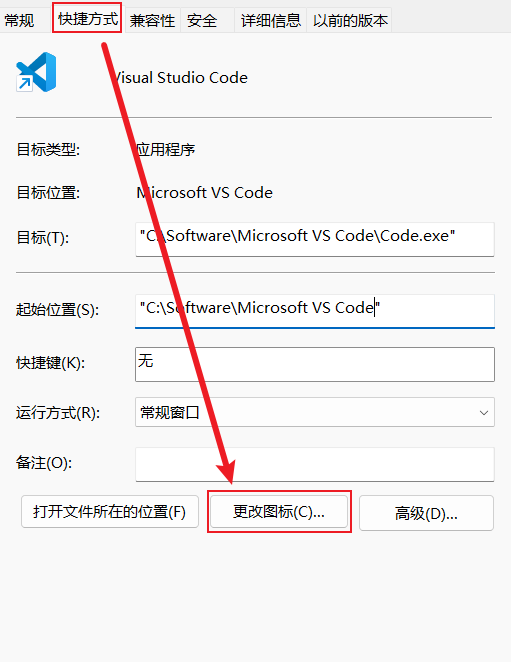 常规 快捷方式 兼容性 安全 详细信息 以前的版本
Visual Studio Code
目标类型: 应用程序
目标位置: Microsoft VS Code
目标(T): "C:\Software\Microsoft VS Code\Code.exe"
起始位置(S): "C:\Software\Microsoft VS Code"
快捷键(K): 无
运行方式(R): 常规窗口
备注(O):
打开文件所在的位置(F) 更改图标(C)... 高级(D)...